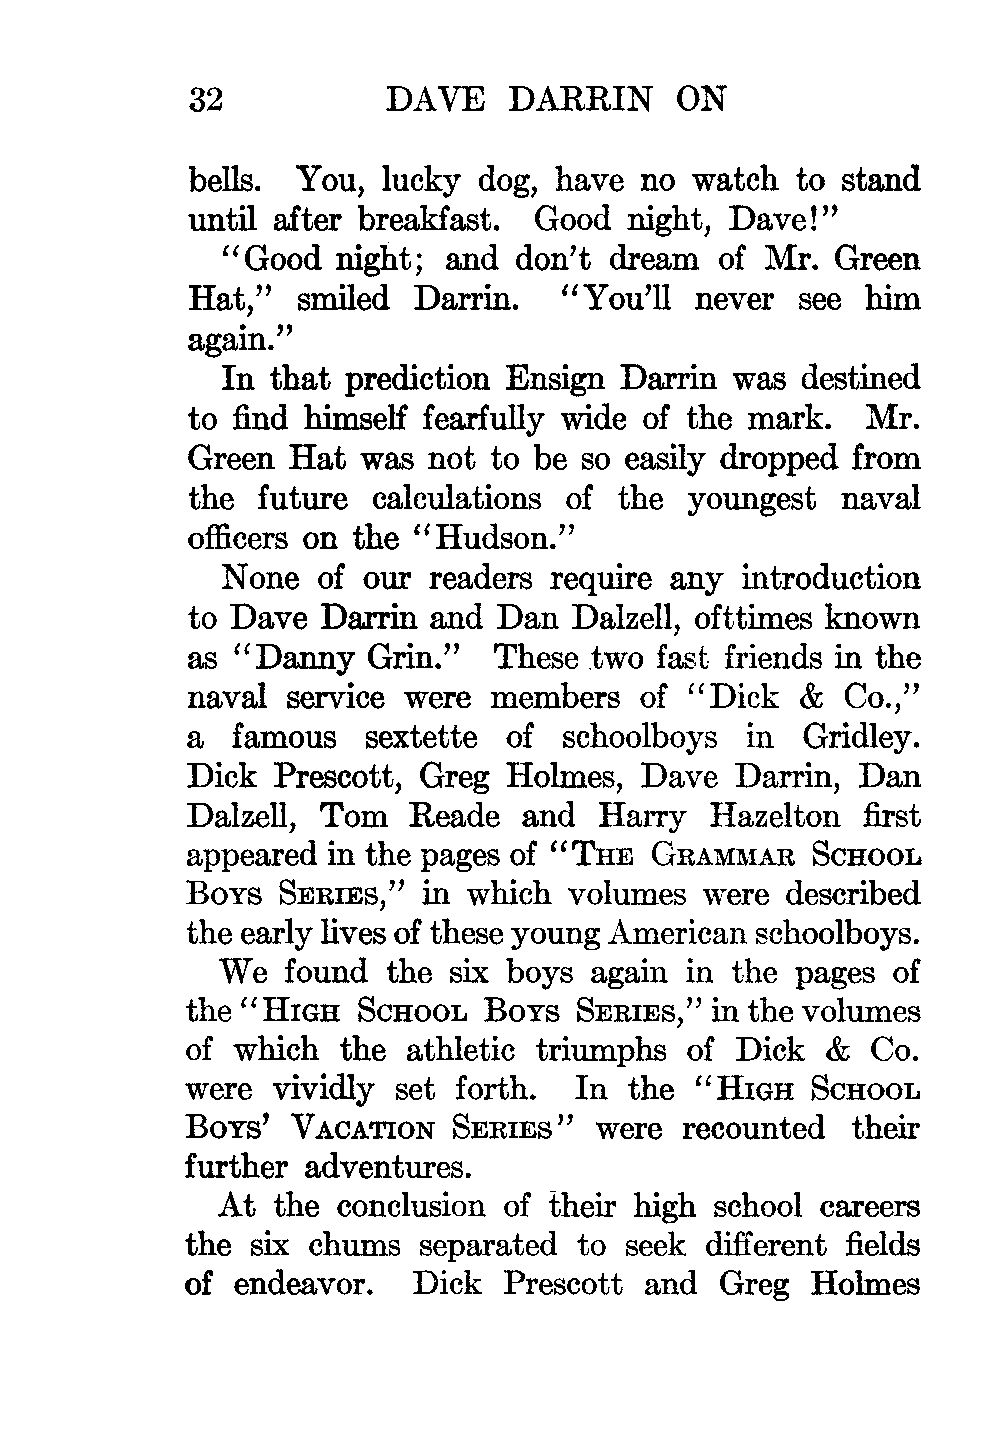 32 DAVE DARRIN ON
bells. You, lucky dog, have no watch to stand
until after breakfast. Good night, Dave!”
“Good night; and don’t dream of Mr. Green
Hat,” smiled Darrin. “You’ll never see him
again.”
In that prediction Ensign Darrin was destined
to find himself fearfully wide of the mark. Mr.
Green Hat was not to be so easily dropped from
the future calculations of the youngest naval
officers on the “Hudson.”
None of our readers require any introduction
to Dave Darrin and Dan Dalzell, ofttimes known
as “Danny Grin.” These two fast friends in the
naval service were members of “Dick & Co.,”
a famous sextette of schoolboys in Gridley.
Dick Prescott, Greg Holmes, Dave Darrin, Dan
Dalzell, Tom Reade and Harry Hazelton first
appeared in the pages of “THE GRAMMAR SCHOOL
BOYS SERIES,” in which volumes were described
the early lives of these young American schoolboys.
We found the six boys again in the pages of
the “HIGH SCHOOL BOYS SERIES,” in the volumes
of which the athletic triumphs of Dick & Co.
were vividly set forth. In the “HIGH SCHOOL
BOYS’ VACATION SERIES” were recounted their
further adventures.
At the conclusion of their high school careers
the six chums separated to seek different fields
of endeavor. Dick Prescott and Greg Holmes